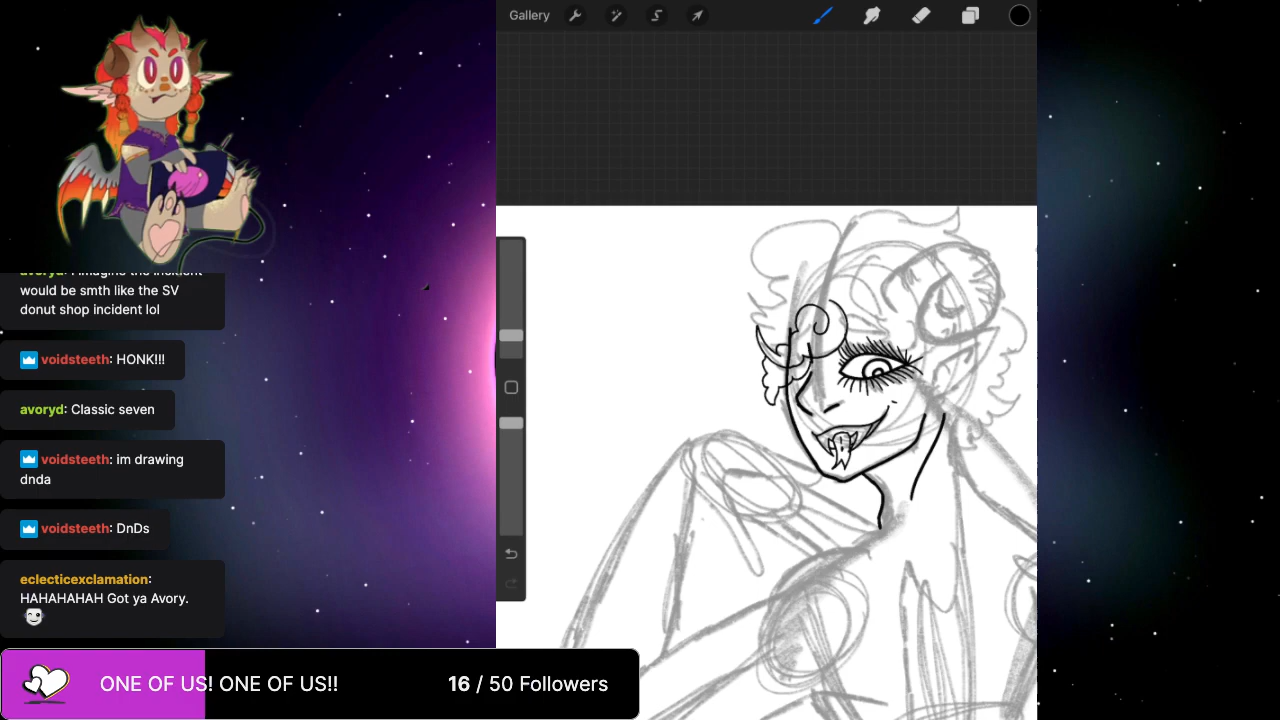 Gallery
would be smth like the SV
donut shop incident lol
voidsteeth: HONK!!!
avoryd: Classic seven
voidsteeth: im drawing
dnda
voidsteeth: DnDs
eclecticexclamation:
HAHAHAHAH Got ya Avory.
ONE OF US! ONE OF US!! 16 / 50 Followers